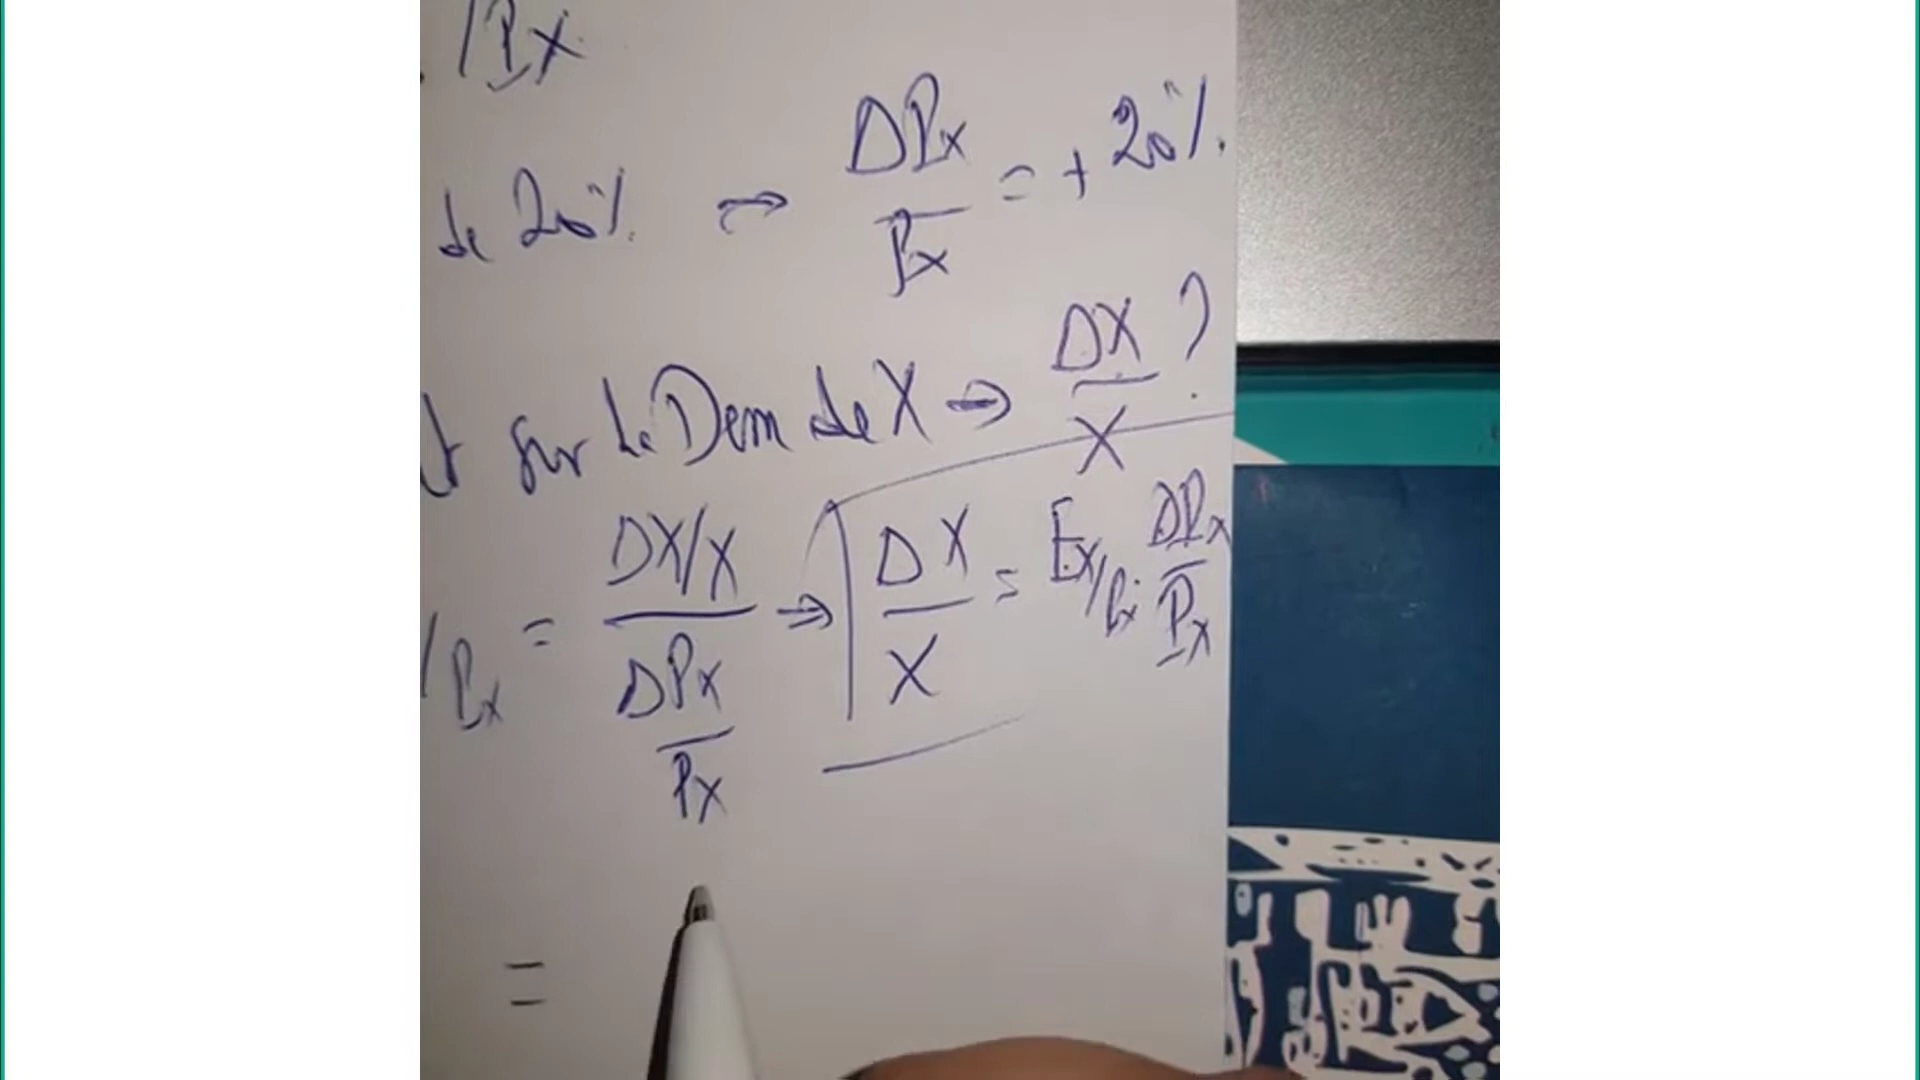 /Px
de 20% → ΔPx/Px = + 20%
sur la Dem de X → ΔX/X ?
/Px = (ΔX/X)/(ΔPx/Px) → ΔX/X = Ex/Px · ΔPx/Px
=